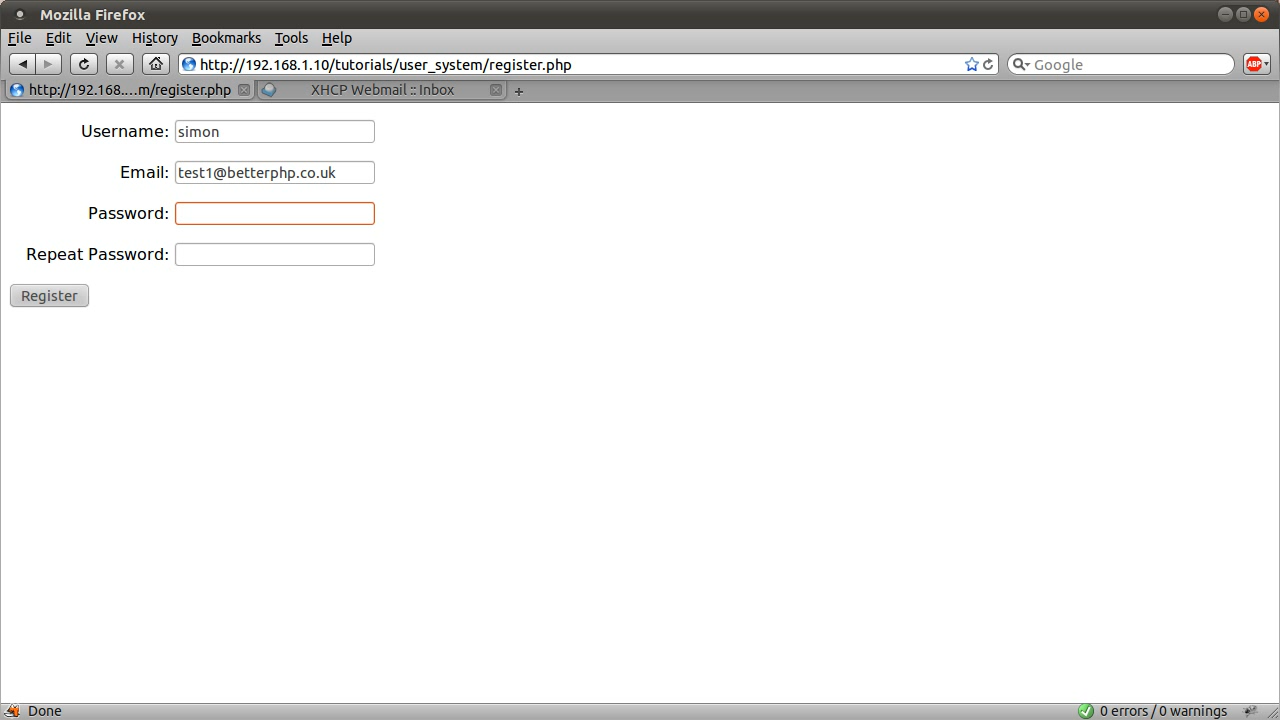 Mozilla Firefox
File Edit View History Bookmarks Tools Help
http://192.168.1.10/tutorials/user_system/register.php
Google
ABP
http://192.168....m/register.php
XHCP Webmail :: Inbox
Username: simon
Email: test1@betterphp.co.uk
Password:
Repeat Password:
Register
Done
0 errors / 0 warnings